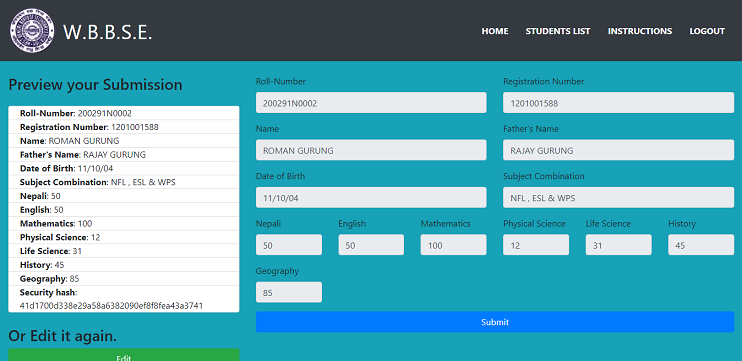 W.B.B.S.E.
HOME STUDENTS LIST INSTRUCTIONS LOGOUT
Preview your Submission
Roll-Number: 200291N0002
Registration Number: 1201001588
Name: ROMAN GURUNG
Father's Name: RAJAY GURUNG
Date of Birth: 11/10/04
Subject Combination: NFL , ESL & WPS
Nepali: 50
English: 50
Mathematics: 100
Physical Science: 12
Life Science: 31
History: 45
Geography: 85
Security hash:
41d1700d338e29a58a6382090ef8f8fea43a3741
Or Edit it again.
Edit
Roll-Number Registration Number
200291N0002 1201001588
Name Father's Name
ROMAN GURUNG RAJAY GURUNG
Date of Birth Subject Combination
11/10/04 NFL , ESL & WPS
Nepali English Mathematics Physical Science Life Science History
50 50 100 12 31 45
Geography
85
Submit